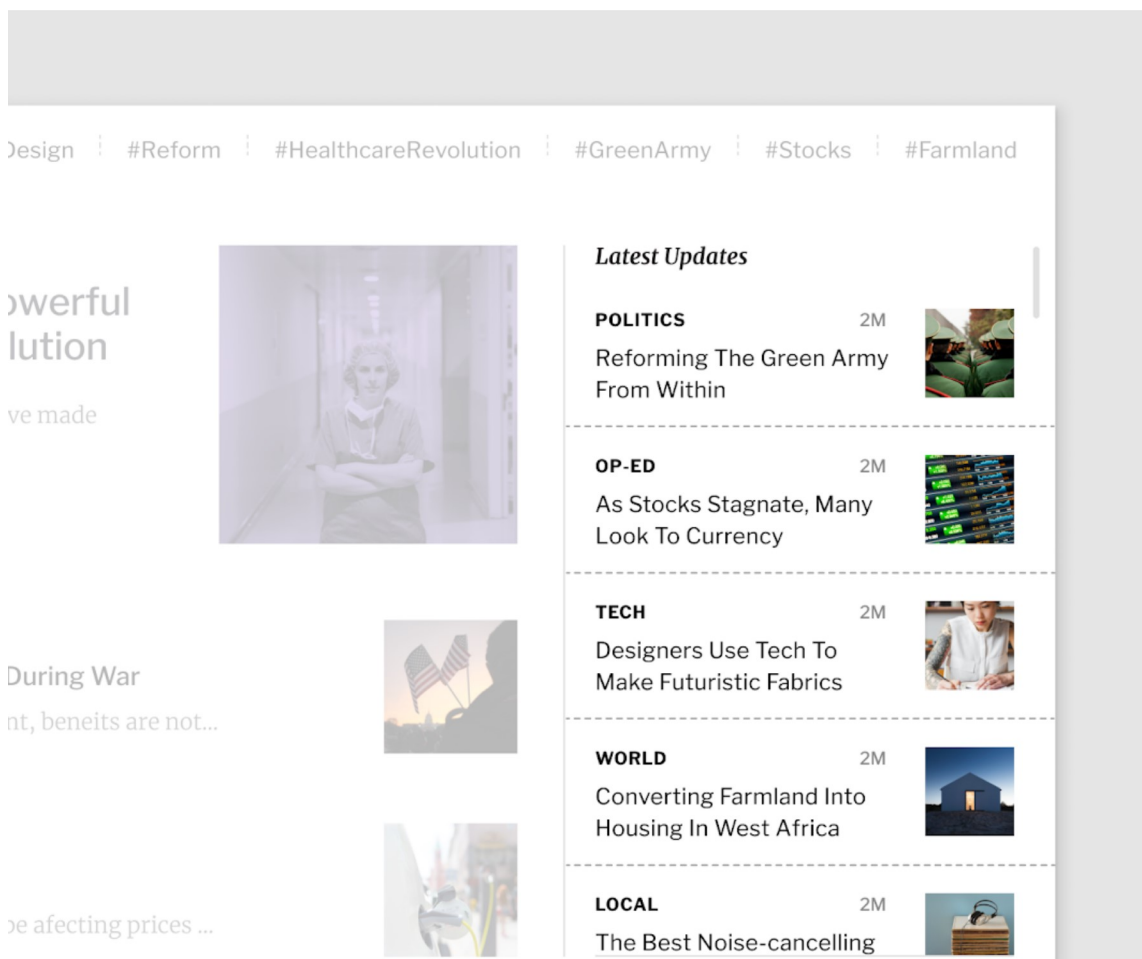 Design #Reform #HealthcareRevolution #GreenArmy #Stocks #Farmland
owerful
lution
ve made
During War
nt, beneits are not...
be afecting prices ...
Latest Updates
POLITICS 2M
Reforming The Green Army
From Within
OP-ED 2M
As Stocks Stagnate, Many
Look To Currency
TECH 2M
Designers Use Tech To
Make Futuristic Fabrics
WORLD 2M
Converting Farmland Into
Housing In West Africa
LOCAL 2M
The Best Noise-cancelling